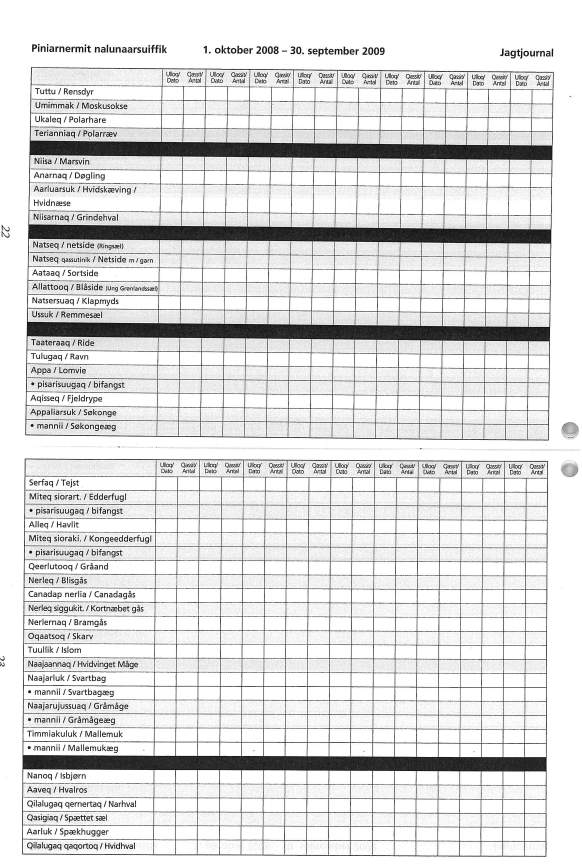 Piniarnermit nalunaarsuiffik 1. oktober 2008 – 30. september 2009 Jagtjournal
Ulloq/ Qassit/ Ulloq/ Qassit/ Ulloq/ Qassit/ Ulloq/ Qassit/ Ulloq/ Qassit/ Ulloq/ Qassit/ Ulloq/ Qassit/ Ulloq/ Qassit/ Ulloq/ Qassit/
Dato Antal Dato Antal Dato Antal Dato Antal Dato Antal Dato Antal Dato Antal Dato Antal Dato Antal
Tuttu / Rensdyr
Umimmak / Moskusokse
Ukaleq / Polarhare
Terianniaq / Polarræv
Niisa / Marsvin
Anarnaq / Døgling
Aarluarsuk / Hvidskæving /
Hvidnæse
Niisarnaq / Grindehval
22
Natseq / netside (Ringsæl)
Natseq qassutinik / Netside m / garn
Aataaq / Sortside
Allattooq / Blåside (Ung Grønlandssæl)
Natsersuaq / Klapmyds
Ussuk / Remmesæl
Taateraaq / Ride
Tulugaq / Ravn
Appa / Lomvie
• pisarisuugaq / bifangst
Aqisseq / Fjeldrype
Appaliarsuk / Søkonge
• mannii / Søkongeæg
Ulloq/ Qassit/ Ulloq/ Qassit/ Ulloq/ Qassit/ Ulloq/ Qassit/ Ulloq/ Qassit/ Ulloq/ Qassit/ Ulloq/ Qassit/ Ulloq/ Qassit/ Ulloq/ Qassit/
Dato Antal Dato Antal Dato Antal Dato Antal Dato Antal Dato Antal Dato Antal Dato Antal Dato Antal
Serfaq / Tejst
Miteq siorart. / Edderfugl
• pisarisuugaq / bifangst
Alleq / Havlit
Miteq sioraki. / Kongeedderfugl
• pisarisuugaq / bifangst
Qeerlutooq / Gråand
Nerleq / Blisgås
Canadap nerlia / Canadagås
Nerleq siggukit. / Kortnæbet gås
Nerlernaq / Bramgås
Oqaatsoq / Skarv
Tuullik / Islom
23
Naajaannaq / Hvidvinget Måge
Naajarluk / Svartbag
• mannii / Svartbagæg
Naajarujussuaq / Gråmåge
• mannii / Gråmågeæg
Timmiakuluk / Mallemuk
• mannii / Mallemukæg
Nanoq / Isbjørn
Aaveq / Hvalros
Qilalugaq qernertaq / Narhval
Qasigiaq / Spættet sæl
Aarluk / Spækhugger
Qilalugaq qaqortoq / Hvidhval